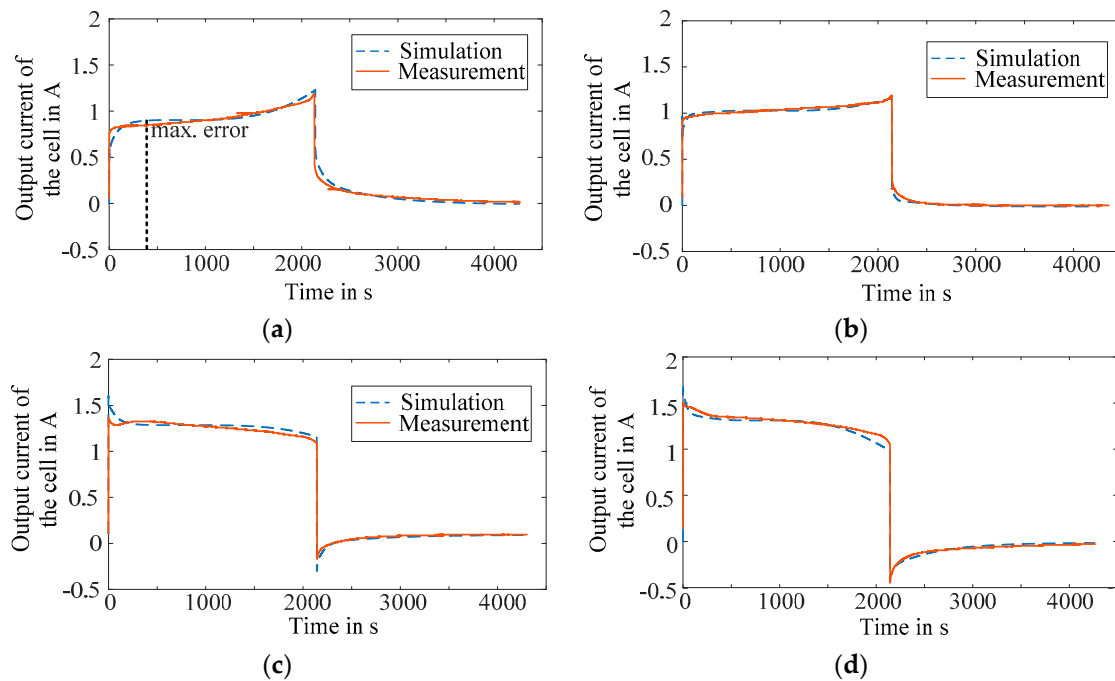 2
1.5
1
0.5
0
-0.5
Output current of
the cell in A
Simulation
Measurement
max. error
0
1000
2000
3000
4000
Time in s
(a)
2
1.5
1
0.5
0
-0.5
Output current of
the cell in A
Simulation
Measurement
0
1000
2000
3000
4000
Time in s
(b)
2
1.5
1
0.5
0
-0.5
Output current of
the cell in A
Simulation
Measurement
0
1000
2000
3000
4000
Time in s
(c)
2
1.5
1
0.5
0
-0.5
Output current of
the cell in A
0
1000
2000
3000
4000
Time in s
(d)